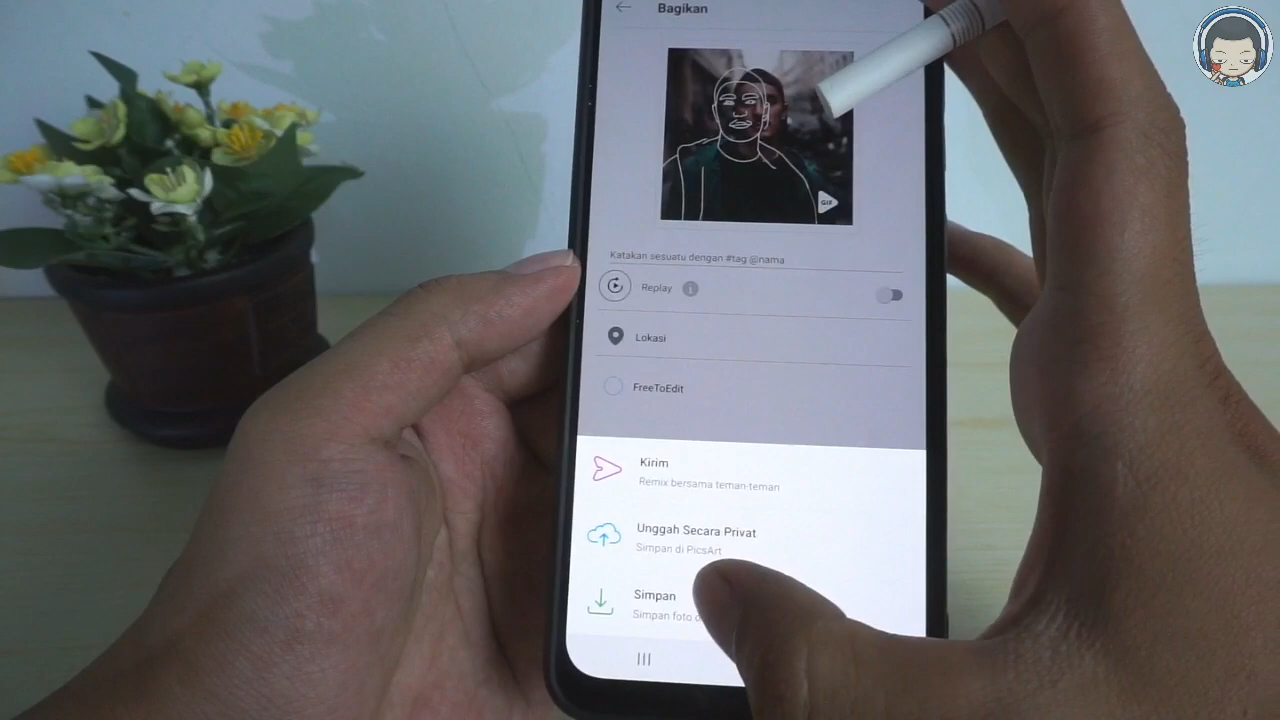 Bagikan
GIF
Katakan sesuatu dengan #tag @nama
Replay
Lokasi
FreeToEdit
Kirim
Remix bersama teman-teman
Unggah Secara Privat
Simpan di PicsArt
Simpan
Simpan foto